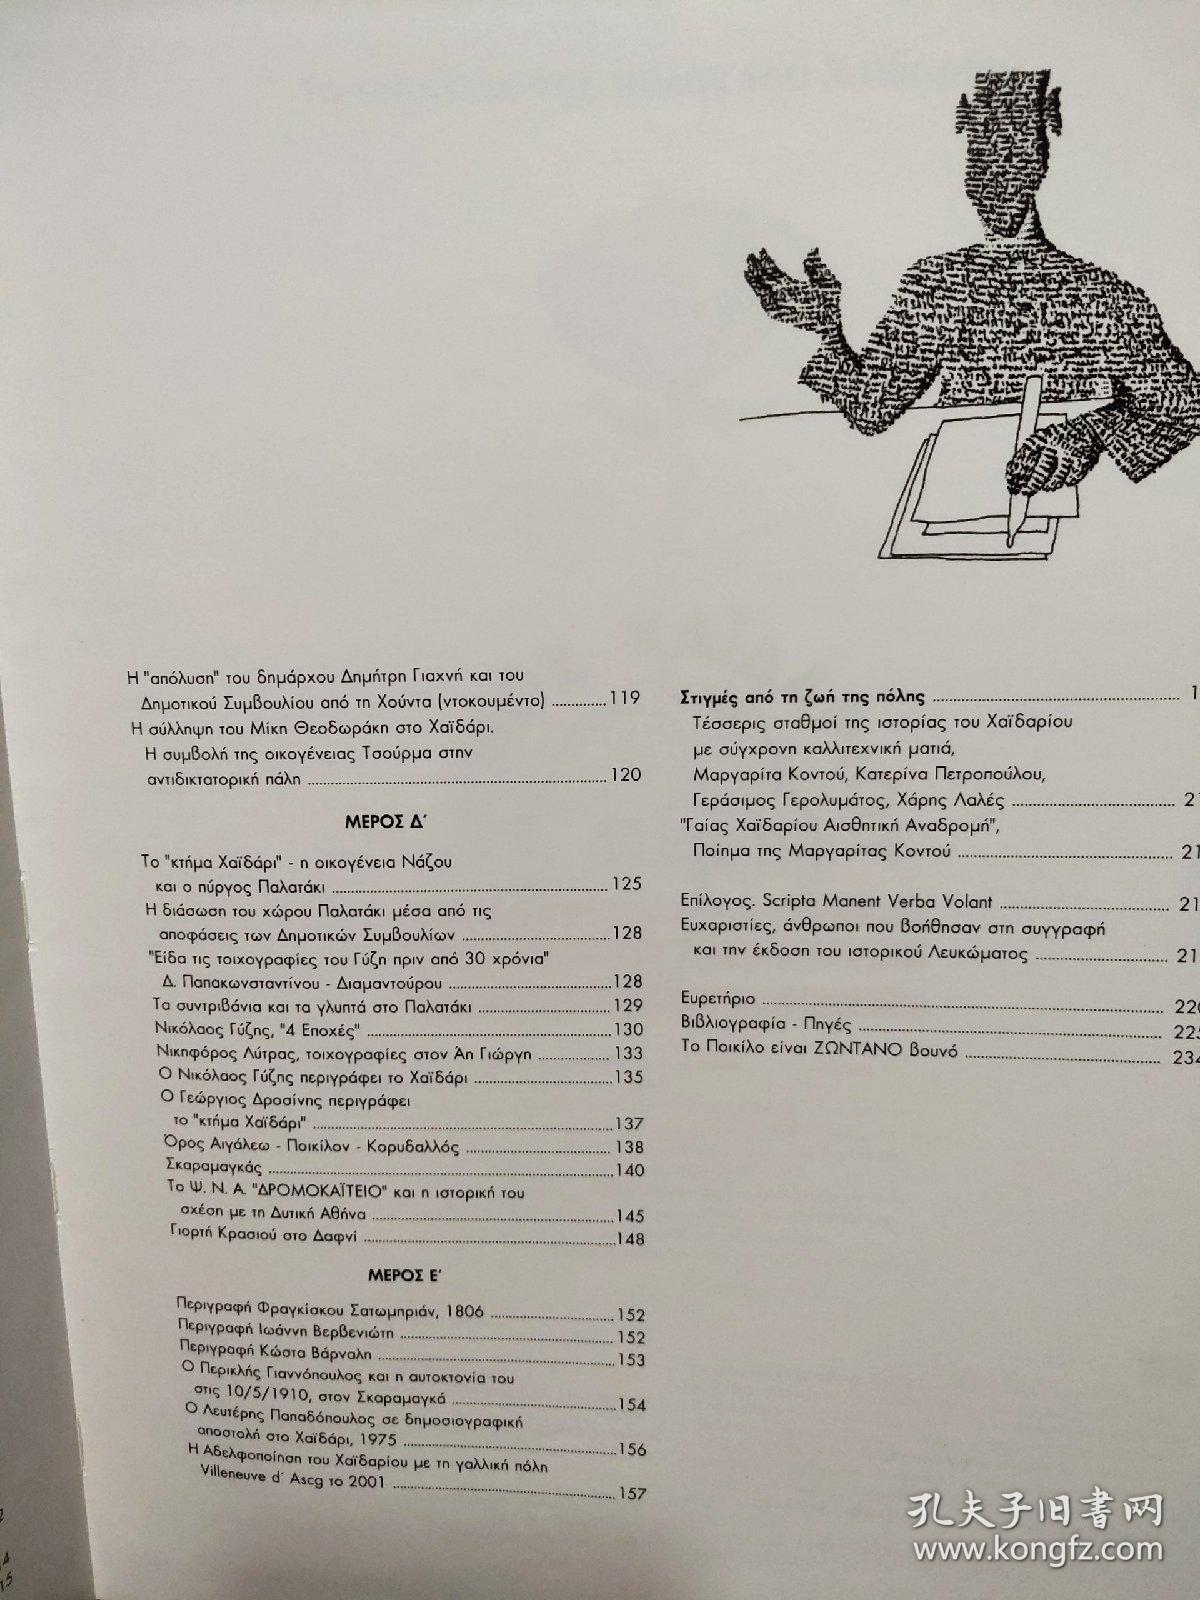 Η "απόλυση" του δημάρχου Δημήτρη Γιαχνή και του
Δημοτικού Συμβουλίου από τη Χούντα (ντοκουμέντο) ............. 119
Η σύλληψη του Μίκη Θεοδωράκη στο Χαϊδάρι.
Η συμβολή της οικογένειας Τσούρμα στην
αντιδικτατορική πάλη ............. 120
ΜΕΡΟΣ Δ΄
Το "κτήμα Χαϊδάρι" - η οικογένεια Νάζου
και ο πύργος Παλατάκι ............. 125
Η διάσωση του χώρου Παλατάκι μέσα από τις
αποφάσεις των Δημοτικών Συμβουλίων ............. 128
"Είδα τις τοιχογραφίες του Γύζη πριν από 30 χρόνια"
Δ. Παπακωνσταντίνου - Διαμαντούρου ............. 128
Τα συντριβάνια και τα γλυπτά στο Παλατάκι ............. 129
Νικόλαος Γύζης, "4 Εποχές" ............. 130
Νικηφόρος Λύτρας, τοιχογραφίες στον Άη Γιώργη ............. 133
Ο Νικόλαος Γύζης περιγράφει το Χαϊδάρι ............. 135
Ο Γεώργιος Δροσίνης περιγράφει
το "κτήμα Χαϊδάρι" ............. 137
Όρος Αιγάλεω - Ποικίλον - Κορυδαλλός ............. 138
Σκαραμαγκάς ............. 140
Το Ψ. Ν. Α. "ΔΡΟΜΟΚΑΪΤΕΙΟ" και η ιστορική του
σχέση με τη Δυτική Αθήνα ............. 145
Γιορτή Κρασιού στο Δαφνί ............. 148
ΜΕΡΟΣ Ε΄
Περιγραφή Φραγκίσκου Σατωμπριάν, 1806 ............. 152
Περιγραφή Ιωάννη Βερβενιώτη ............. 152
Περιγραφή Κώστα Βάρναλη ............. 153
Ο Περικλής Γιαννόπουλος και η αυτοκτονία του
στις 10/5/1910, στον Σκαραμαγκά ............. 154
Ο Λευτέρης Παπαδόπουλος σε δημοσιογραφική
αποστολή στο Χαϊδάρι, 1975 ............. 156
Η Αδελφοποίηση του Χαϊδαρίου με τη γαλλική πόλη
Villeneuve d' Ascq το 2001 ............. 157
Στιγμές από τη ζωή της πόλης .............
Τέσσερις σταθμοί της ιστορίας του Χαϊδαρίου
με σύγχρονη καλλιτεχνική ματιά,
Μαργαρίτα Κοντού, Κατερίνα Πετροπούλου,
Γεράσιμος Γερολυμάτος, Χάρης Λαλές .............
"Γαίας Χαϊδαρίου Αισθητική Αναδρομή",
Ποίημα της Μαργαρίτας Κοντού .............
Επίλογος. Scripta Manent Verba Volant .............
Ευχαριστίες, άνθρωποι που βοήθησαν στη συγγραφή
και την έκδοση του ιστορικού Λευκώματος .............
Ευρετήριο ............. 220
Βιβλιογραφία - Πηγές ............. 225
Το Ποικίλο είναι ΖΩΝΤΑΝΟ βουνό ............. 234
孔夫子旧书网
www.kongfz.com